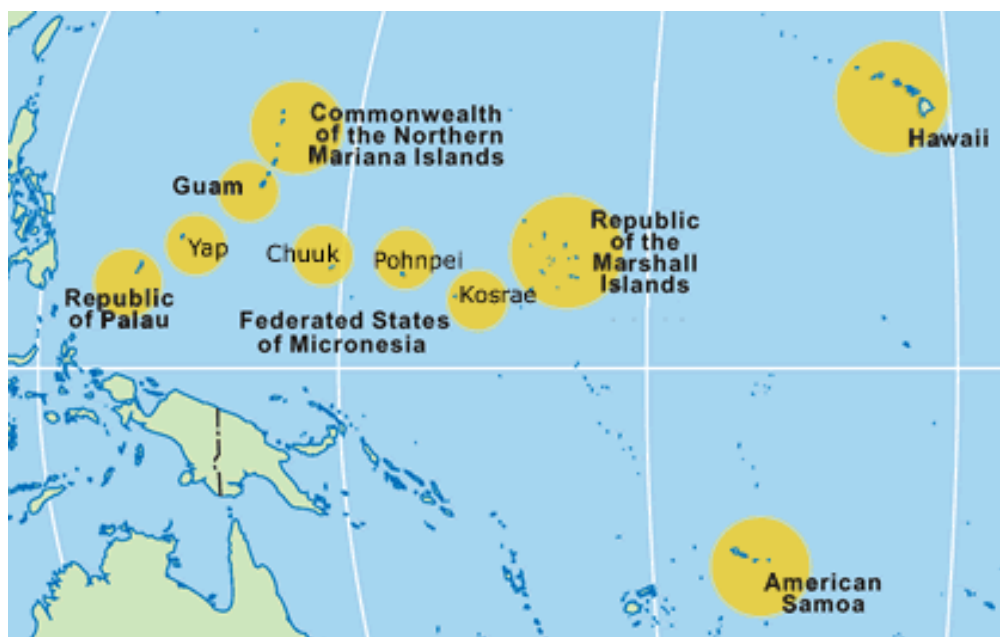 Commonwealth
of the Northern
Mariana Islands
Hawaii
Guam
Yap
Chuuk
Pohnpei
Republic
of the
Marshall
Islands
Kosrae
Republic
of Palau
Federated States
of Micronesia
American
Samoa